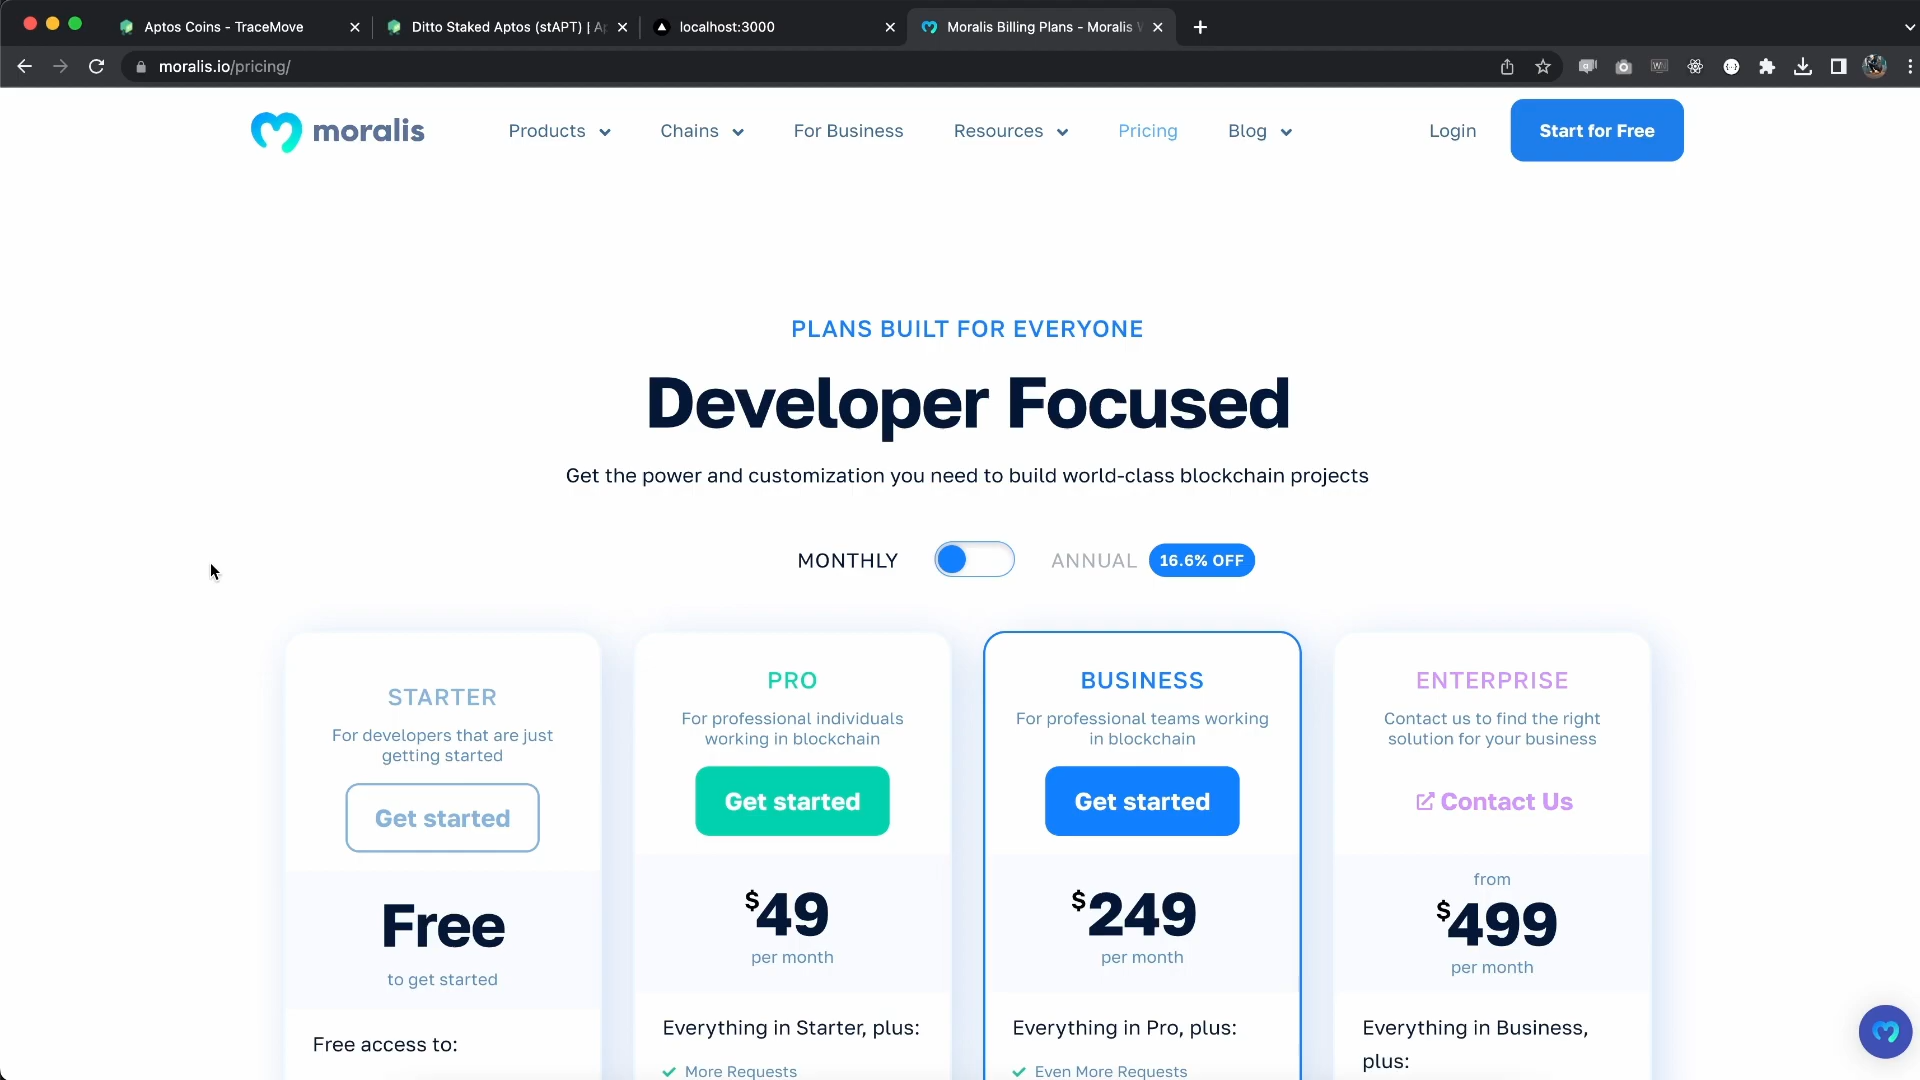 Aptos Coins - TraceMove
Ditto Staked Aptos (stAPT) | Ap
localhost:3000
Moralis Billing Plans - Moralis W
moralis.io/pricing/
moralis
Products
Chains
For Business
Resources
Pricing
Blog
Login
Start for Free
PLANS BUILT FOR EVERYONE
Developer Focused
Get the power and customization you need to build world-class blockchain projects
MONTHLY
ANNUAL
16.6% OFF
STARTER
For developers that are just
getting started
Get started
Free
to get started
Free access to:
PRO
For professional individuals
working in blockchain
Get started
$49
per month
Everything in Starter, plus:
More Requests
BUSINESS
For professional teams working
in blockchain
Get started
$249
per month
Everything in Pro, plus:
Even More Requests
ENTERPRISE
Contact us to find the right
solution for your business
Contact Us
from
$499
per month
Everything in Business,
plus: